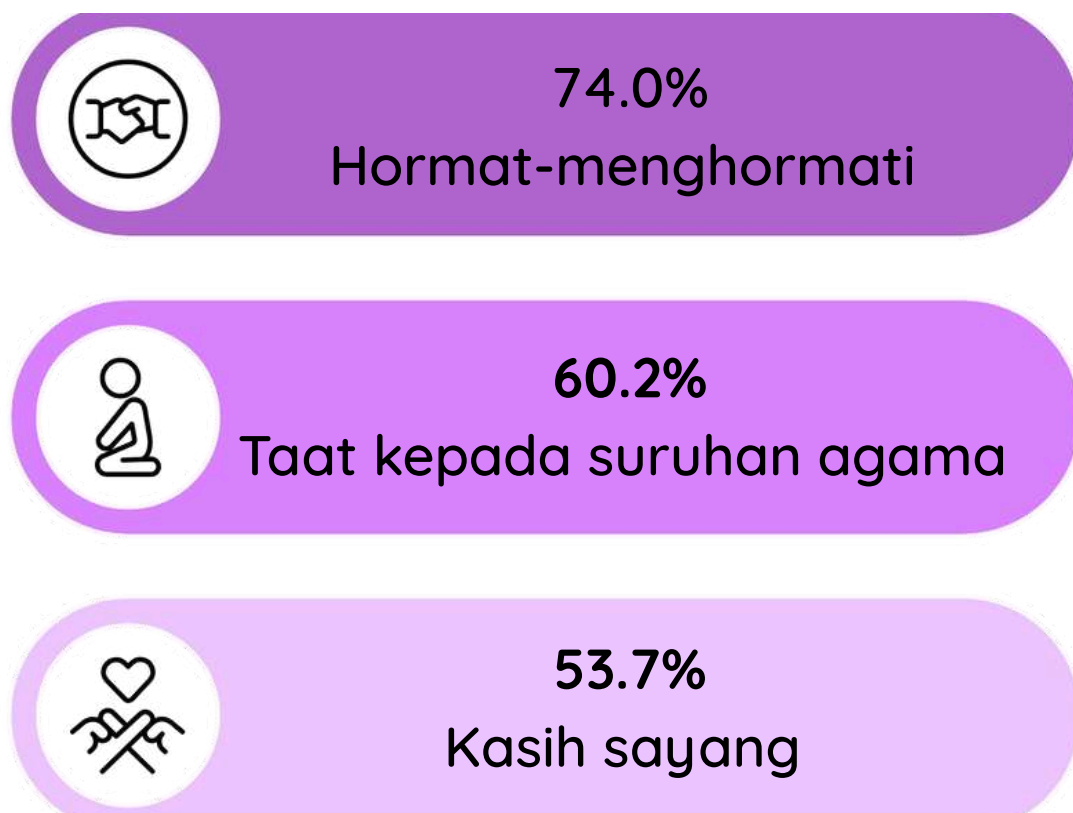 74.0%
Hormat-menghormati
60.2%
Taat kepada suruhan agama
53.7%
Kasih sayang